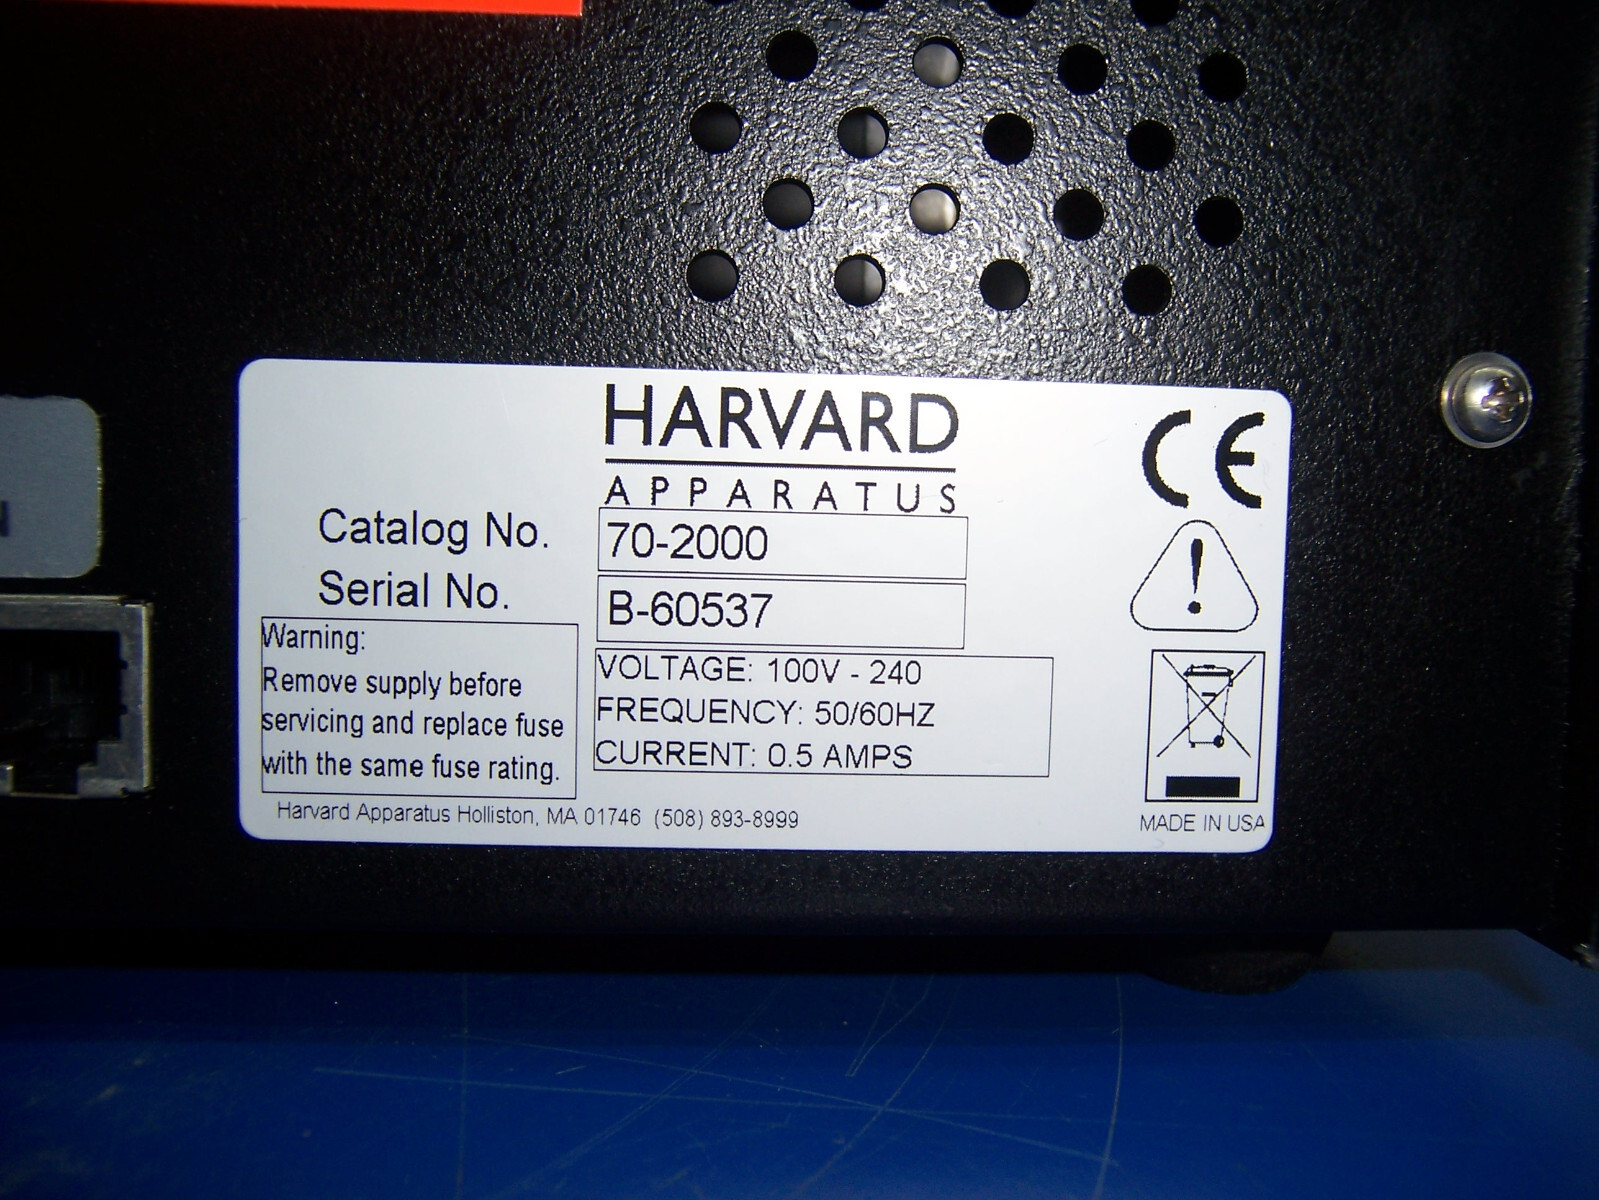 HARVARD
APPARATUS
CE
Catalog No. 70-2000
Serial No. B-60537
Warning:
Remove supply before
servicing and replace fuse
with the same fuse rating.
VOLTAGE: 100V - 240
FREQUENCY: 50/60HZ
CURRENT: 0.5 AMPS
Harvard Apparatus Holliston, MA 01746 (508) 893-8999
MADE IN USA